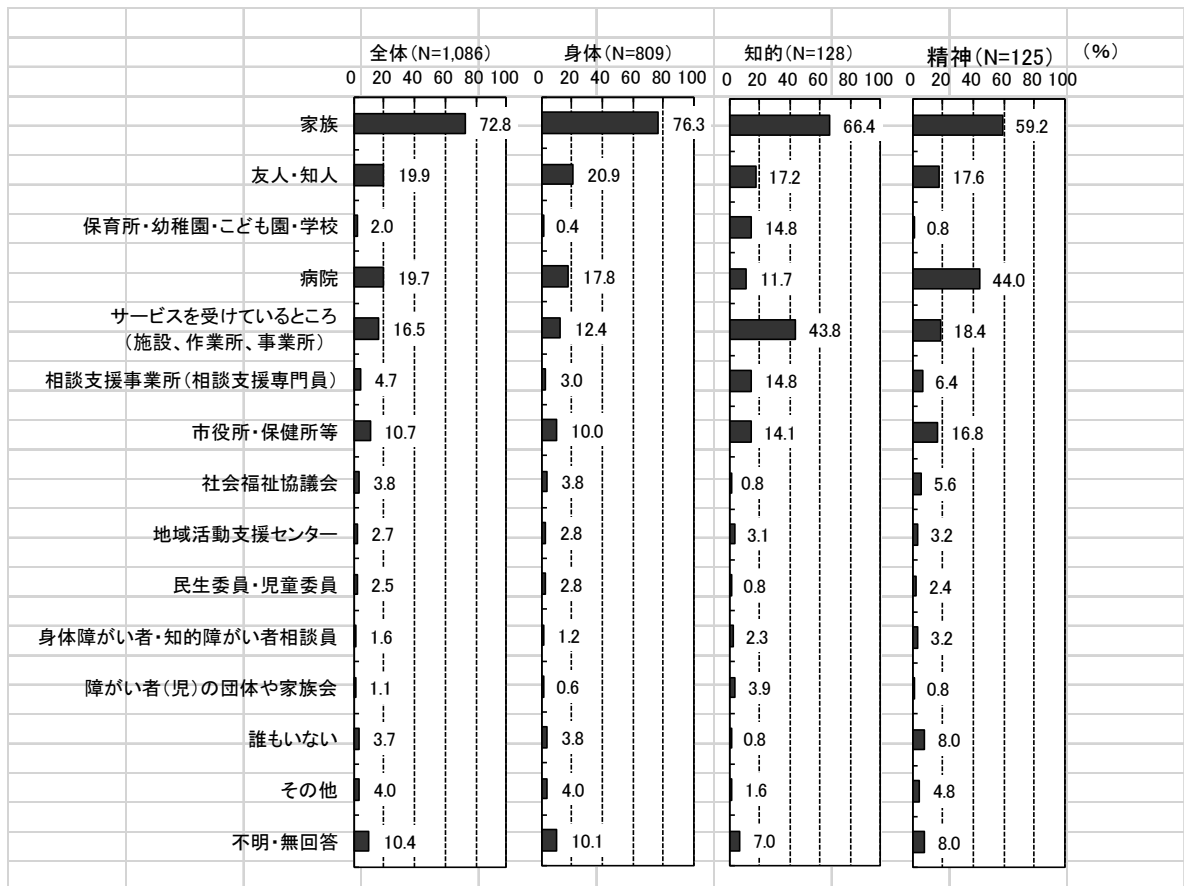 全体(N=1,086) 身体(N=809) 知的(N=128) 精神(N=125) (%)
0 20 40 60 80 100 0 20 40 60 80 100 0 20 40 60 80 100 0 20 40 60 80 100
家族 72.8 76.3 66.4 59.2
友人・知人 19.9 20.9 17.2 17.6
保育所・幼稚園・こども園・学校 2.0 0.4 14.8 0.8
病院 19.7 17.8 11.7 44.0
サービスを受けているところ
(施設、作業所、事業所) 16.5 12.4 43.8 18.4
相談支援事業所(相談支援専門員) 4.7 3.0 14.8 6.4
市役所・保健所等 10.7 10.0 14.1 16.8
社会福祉協議会 3.8 3.8 0.8 5.6
地域活動支援センター 2.7 2.8 3.1 3.2
民生委員・児童委員 2.5 2.8 0.8 2.4
身体障がい者・知的障がい者相談員 1.6 1.2 2.3 3.2
障がい者(児)の団体や家族会 1.1 0.6 3.9 0.8
誰もいない 3.7 3.8 0.8 8.0
その他 4.0 4.0 1.6 4.8
不明・無回答 10.4 10.1 7.0 8.0